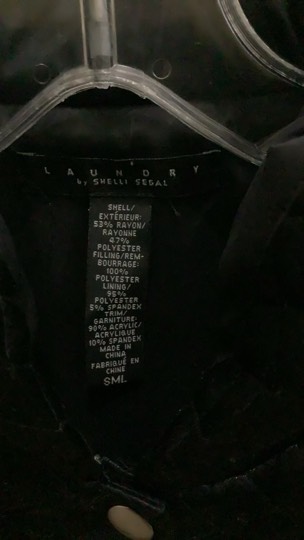 LAUNDRY
by SHELLI SEGAL
SHELL/
EXTÉRIEUR:
53% RAYON/
RAYONNE
47%
POLYESTER
FILLING/REM-
BOURRAGE:
100%
POLYESTER
LINING/
95%
POLYESTER
5% SPANDEX
TRIM/
GARNITURE:
90% ACRYLIC/
ACRYLIQUE
10% SPANDEX
MADE IN
CHINA
FABRIQUÉ EN
CHINE
SML